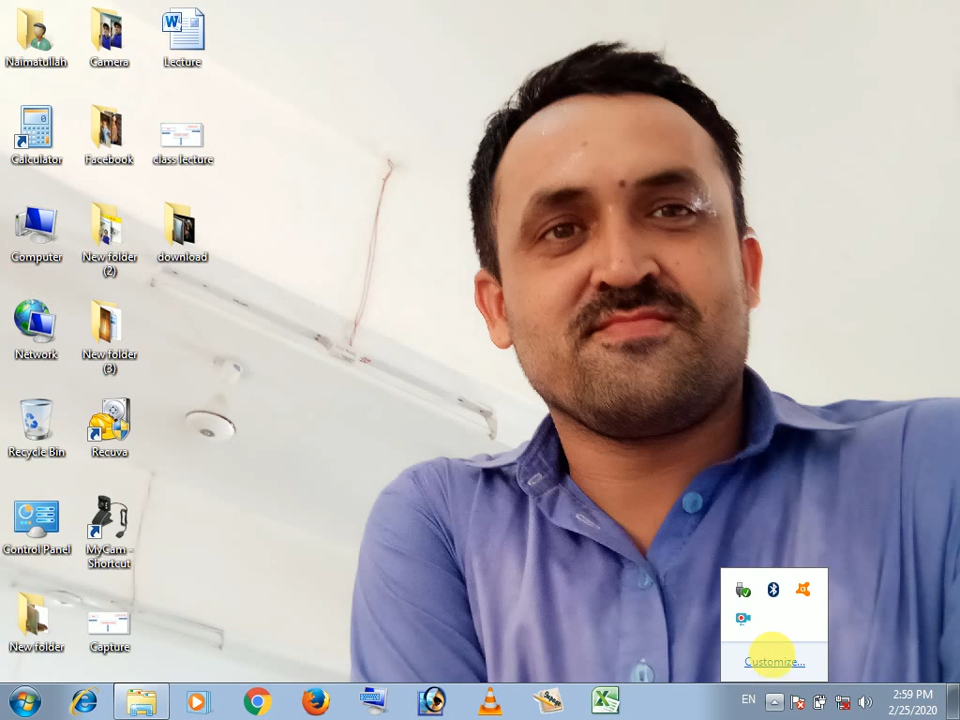 Naimatullah
Camera
Lecture
Calculator
Facebook
class lecture
Computer
New folder
(2)
download
Network
New folder
(3)
Recycle Bin
Recuva
Control Panel
MyCam -
Shortcut
New folder
Capture
Customize...
EN
2:59 PM
2/25/2020